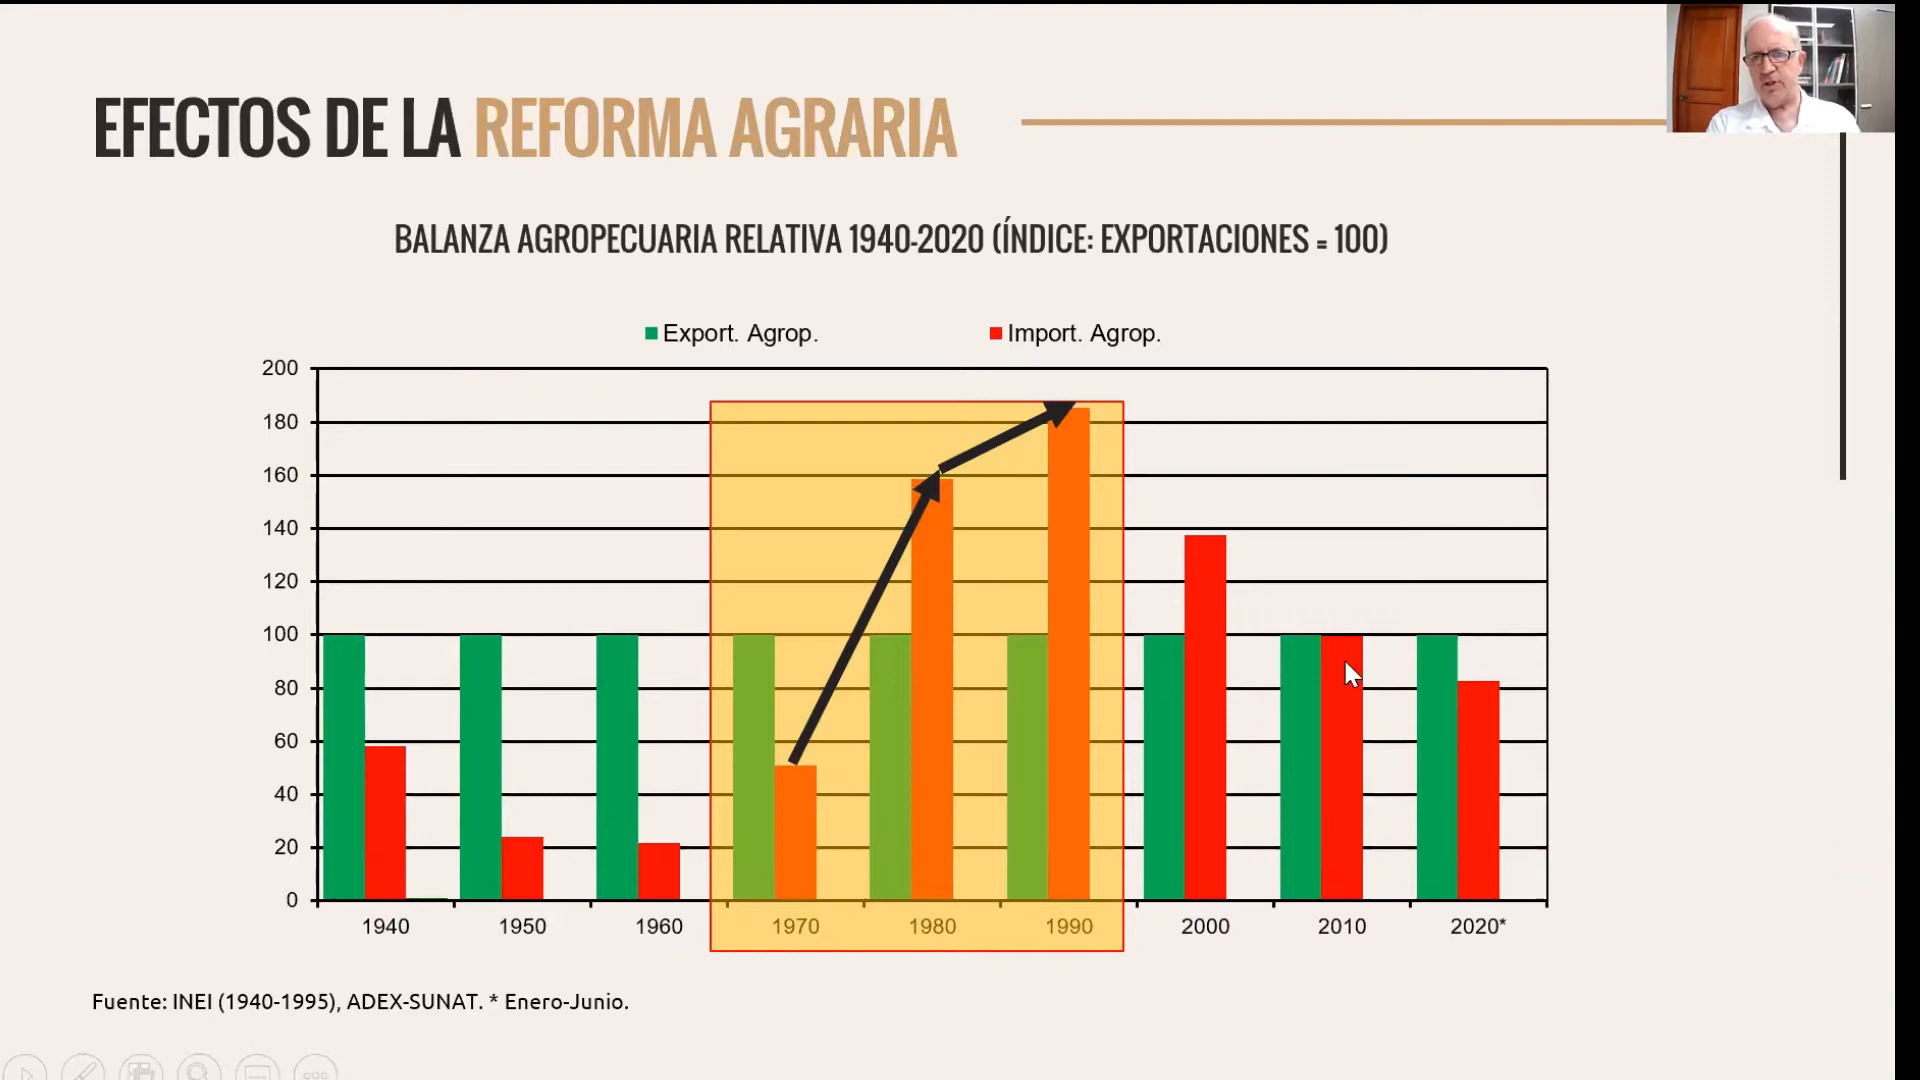 EFECTOS DE LA REFORMA AGRARIA
BALANZA AGROPECUARIA RELATIVA 1940-2020 (ÍNDICE: EXPORTACIONES = 100)
Export. Agrop. Import. Agrop.
200
180
160
140
120
100
80
60
40
20
0
1940 1950 1960 1970 1980 1990 2000 2010 2020*
Fuente: INEI (1940-1995), ADEX-SUNAT. * Enero-Junio.